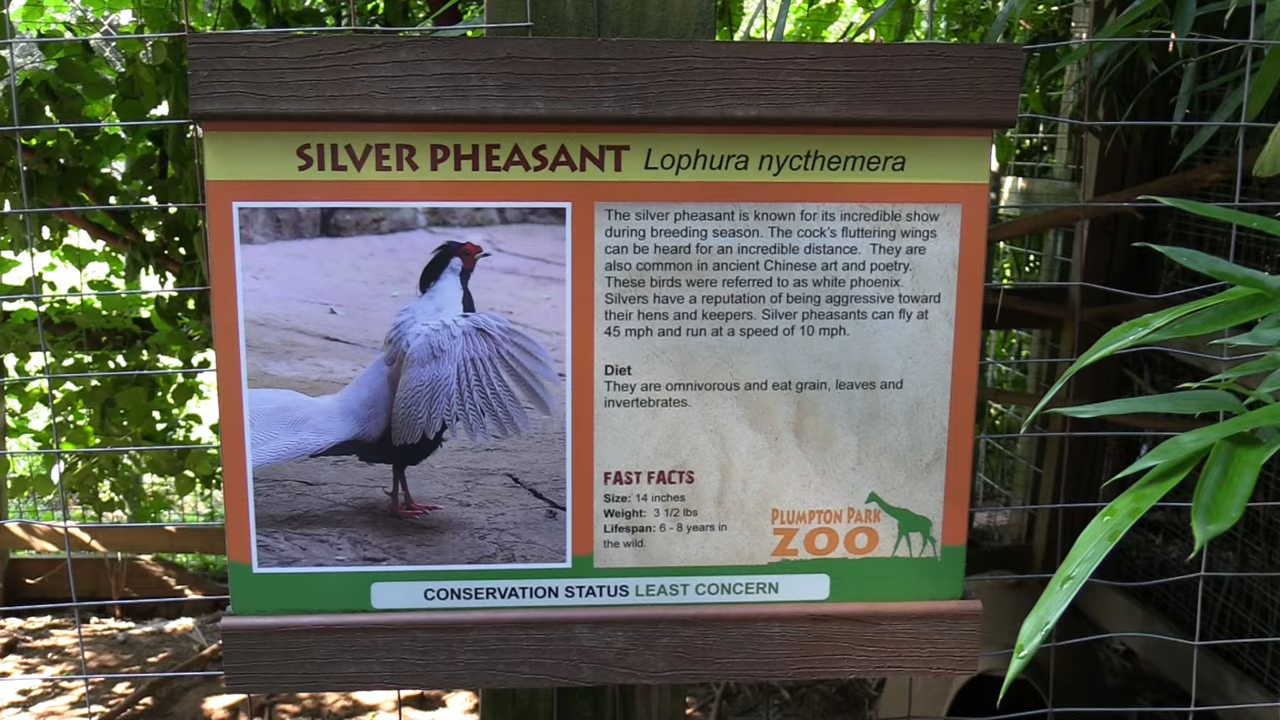 SILVER PHEASANT Lophura nycthemera
The silver pheasant is known for its incredible show
during breeding season. The cock's fluttering wings
can be heard for an incredible distance. They are
also common in ancient Chinese art and poetry.
These birds were referred to as white phoenix.
Silvers have a reputation of being aggressive toward
their hens and keepers. Silver pheasants can fly at
45 mph and run at a speed of 10 mph.
Diet
They are omnivorous and eat grain, leaves and
invertebrates.
FAST FACTS
Size: 14 inches
Weight: 3 1/2 lbs
Lifespan: 6 - 8 years in
the wild.
PLUMPTON PARK
ZOO
CONSERVATION STATUS LEAST CONCERN